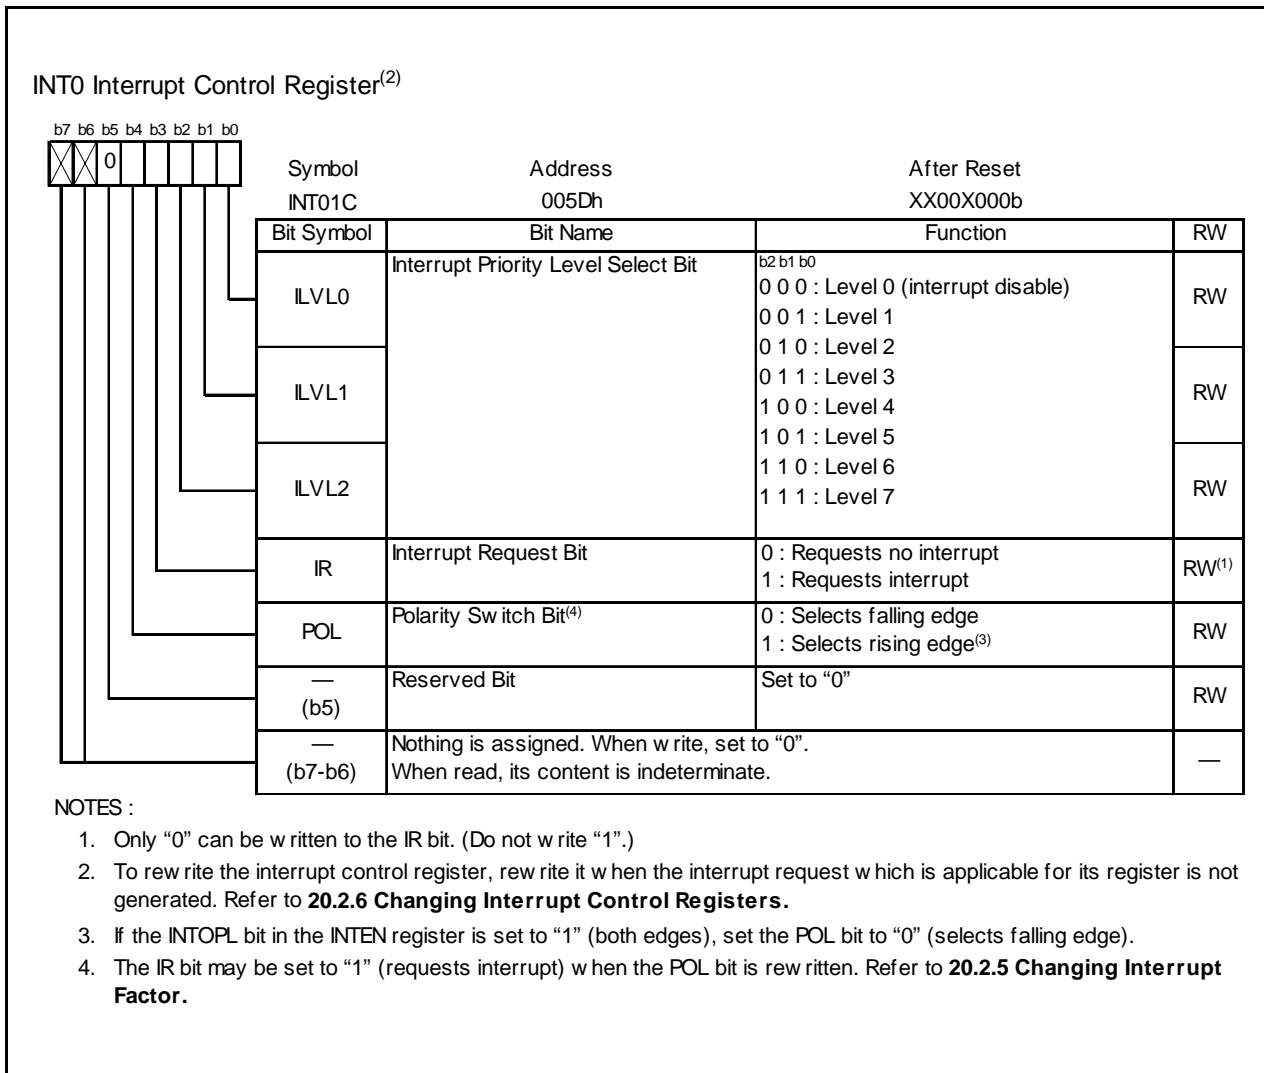 INT0 Interrupt Control Register(2)
b7 b6 b5 b4 b3 b2 b1 b0
0
Symbol Address After Reset
INT01C 005Dh XX00X000b
Bit Symbol Bit Name Function RW
ILVL0 Interrupt Priority Level Select Bit b2 b1 b0
0 0 0 : Level 0 (interrupt disable) RW
0 0 1 : Level 1
0 1 0 : Level 2
ILVL1 0 1 1 : Level 3 RW
1 0 0 : Level 4
1 0 1 : Level 5
ILVL2 1 1 0 : Level 6 RW
1 1 1 : Level 7
IR Interrupt Request Bit 0 : Requests no interrupt RW(1)
1 : Requests interrupt
POL Polarity Switch Bit(4) 0 : Selects falling edge RW
1 : Selects rising edge(3)
— Reserved Bit Set to “0” RW
(b5)
— Nothing is assigned. When write, set to “0”. —
(b7-b6) When read, its content is indeterminate.
NOTES :
1. Only “0” can be written to the IR bit. (Do not write “1”.)
2. To rewrite the interrupt control register, rewrite it when the interrupt request which is applicable for its register is not
generated. Refer to 20.2.6 Changing Interrupt Control Registers.
3. If the INTOPL bit in the INTEN register is set to “1” (both edges), set the POL bit to “0” (selects falling edge).
4. The IR bit may be set to “1” (requests interrupt) when the POL bit is rewritten. Refer to 20.2.5 Changing Interrupt
Factor.